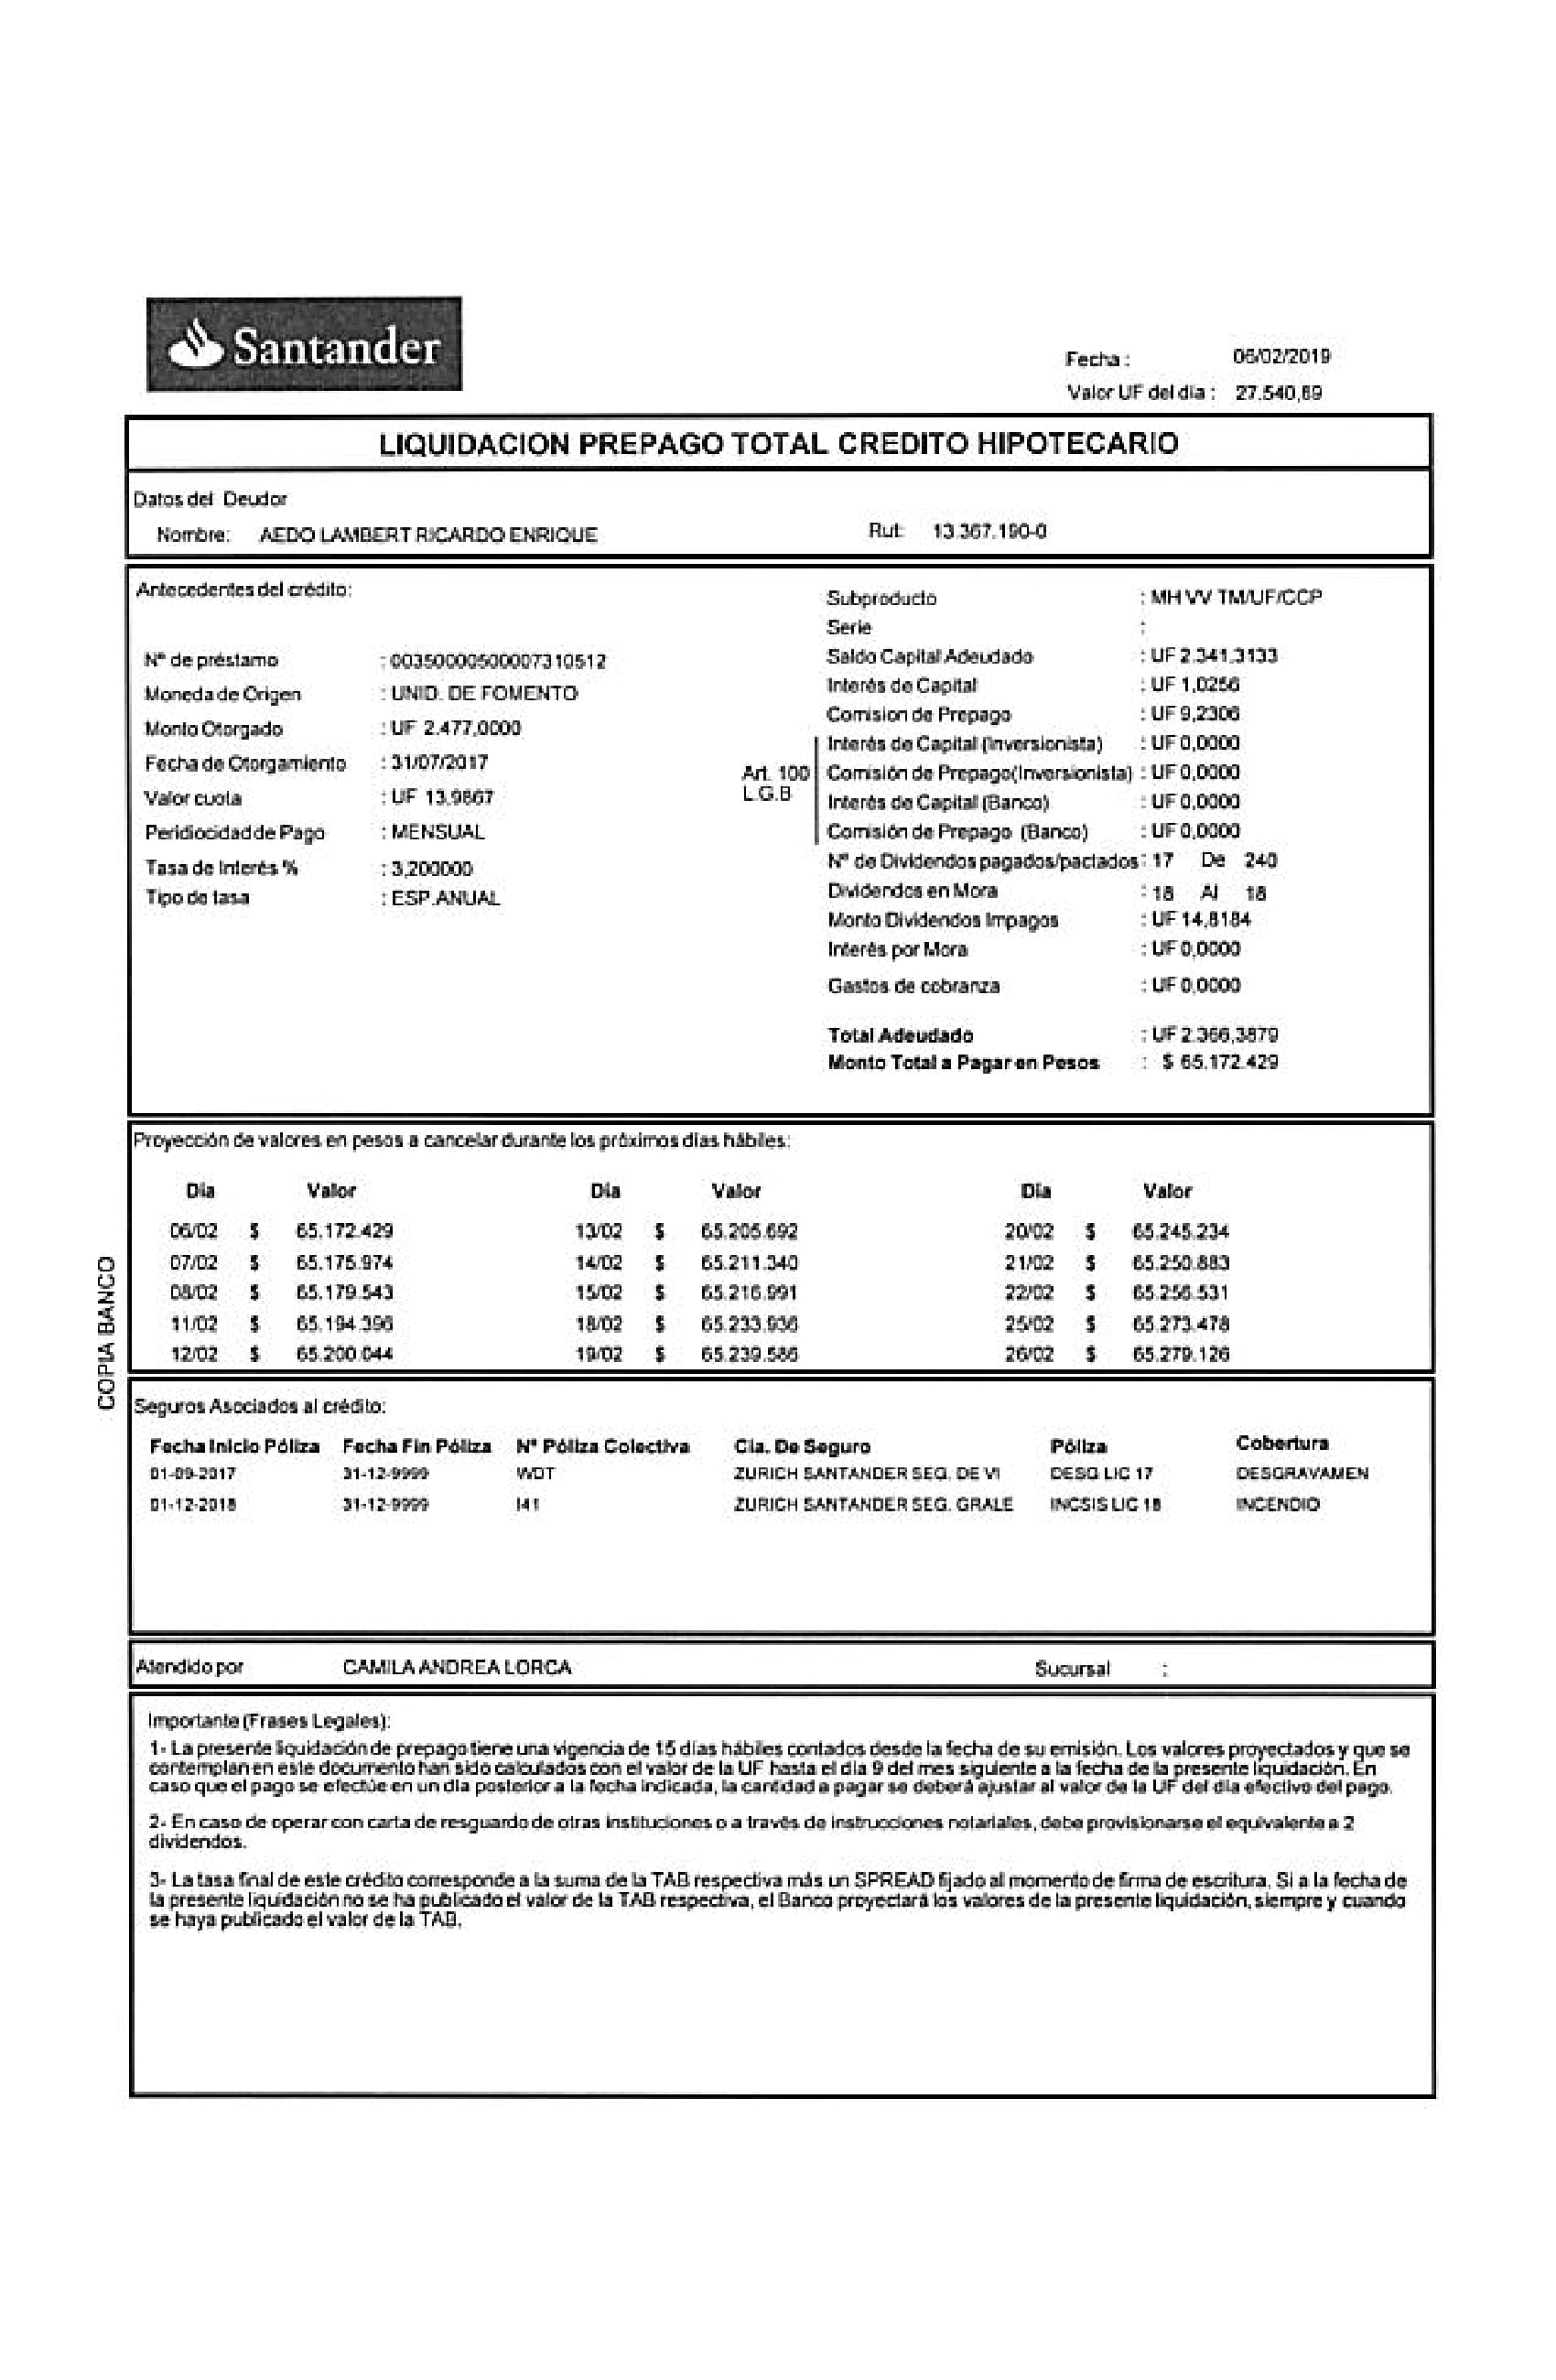 Santander
Fecha : 06/02/2019
Valor UF del día : 27.540,89
LIQUIDACION PREPAGO TOTAL CREDITO HIPOTECARIO
Datos del Deudor
Nombre: AEDO LAMBERT RICARDO ENRIQUE Rut: 13.367.190-0
Antecedentes del crédito:
Nº de préstamo : 00350000500007310512
Moneda de Origen : UNID. DE FOMENTO
Monto Otorgado : UF 2.477,0000
Fecha de Otorgamiento : 31/07/2017
Valor cuota : UF 13,9867
Peridiocidad de Pago : MENSUAL
Tasa de Interés % : 3,200000
Tipo de tasa : ESP.ANUAL
Subproducto : MH VV TM/UF/CCP
Serie :
Saldo Capital Adeudado : UF 2.341,3133
Interés de Capital : UF 1,0256
Comision de Prepago : UF 9,2306
Art. 100 L.G.B
Interés de Capital (Inversionista) : UF 0,0000
Comisión de Prepago(Inversionista) : UF 0,0000
Interés de Capital (Banco) : UF 0,0000
Comisión de Prepago (Banco) : UF 0,0000
Nº de Dividendos pagados/pactados : 17 De 240
Dividendos en Mora : 18 Al 18
Monto Dividendos Impagos : UF 14,8184
Interés por Mora : UF 0,0000
Gastos de cobranza : UF 0,0000
Total Adeudado : UF 2.366,3879
Monto Total a Pagar en Pesos : $ 65.172.429
Proyección de valores en pesos a cancelar durante los próximos días hábiles:
Día Valor Día Valor Día Valor
06/02 $ 65.172.429 13/02 $ 65.205.692 20/02 $ 65.245.234
07/02 $ 65.175.974 14/02 $ 65.211.340 21/02 $ 65.250.883
08/02 $ 65.179.543 15/02 $ 65.216.991 22/02 $ 65.256.531
11/02 $ 65.194.396 18/02 $ 65.233.936 25/02 $ 65.273.478
12/02 $ 65.200.044 19/02 $ 65.239.586 26/02 $ 65.279.126
COPIA BANCO
Seguros Asociados al crédito:
Fecha Inicio Póliza Fecha Fin Póliza Nº Póliza Colectiva Cia. De Seguro Póliza Cobertura
01-09-2017 31-12-9999 WDT ZURICH SANTANDER SEG. DE VI DESG LIC 17 DESGRAVAMEN
01-12-2018 31-12-9999 I41 ZURICH SANTANDER SEG. GRALE INCSIS LIC 18 INCENDIO
Atendido por CAMILA ANDREA LORCA Sucursal :
Importante (Frases Legales):
1- La presente liquidación de prepago tiene una vigencia de 15 días hábiles contados desde la fecha de su emisión. Los valores proyectados y que se
contemplan en este documento han sido calculados con el valor de la UF hasta el día 9 del mes siguiente a la fecha de la presente liquidación. En
caso que el pago se efectúe en un día posterior a la fecha indicada, la cantidad a pagar se deberá ajustar al valor de la UF del día efectivo del pago.
2- En caso de operar con carta de resguardo de otras instituciones o a través de instrucciones notariales, debe provisionarse el equivalente a 2
dividendos.
3- La tasa final de este crédito corresponde a la suma de la TAB respectiva más un SPREAD fijado al momento de firma de escritura. Si a la fecha de
la presente liquidación no se ha publicado el valor de la TAB respectiva, el Banco proyectará los valores de la presente liquidación, siempre y cuando
se haya publicado el valor de la TAB.